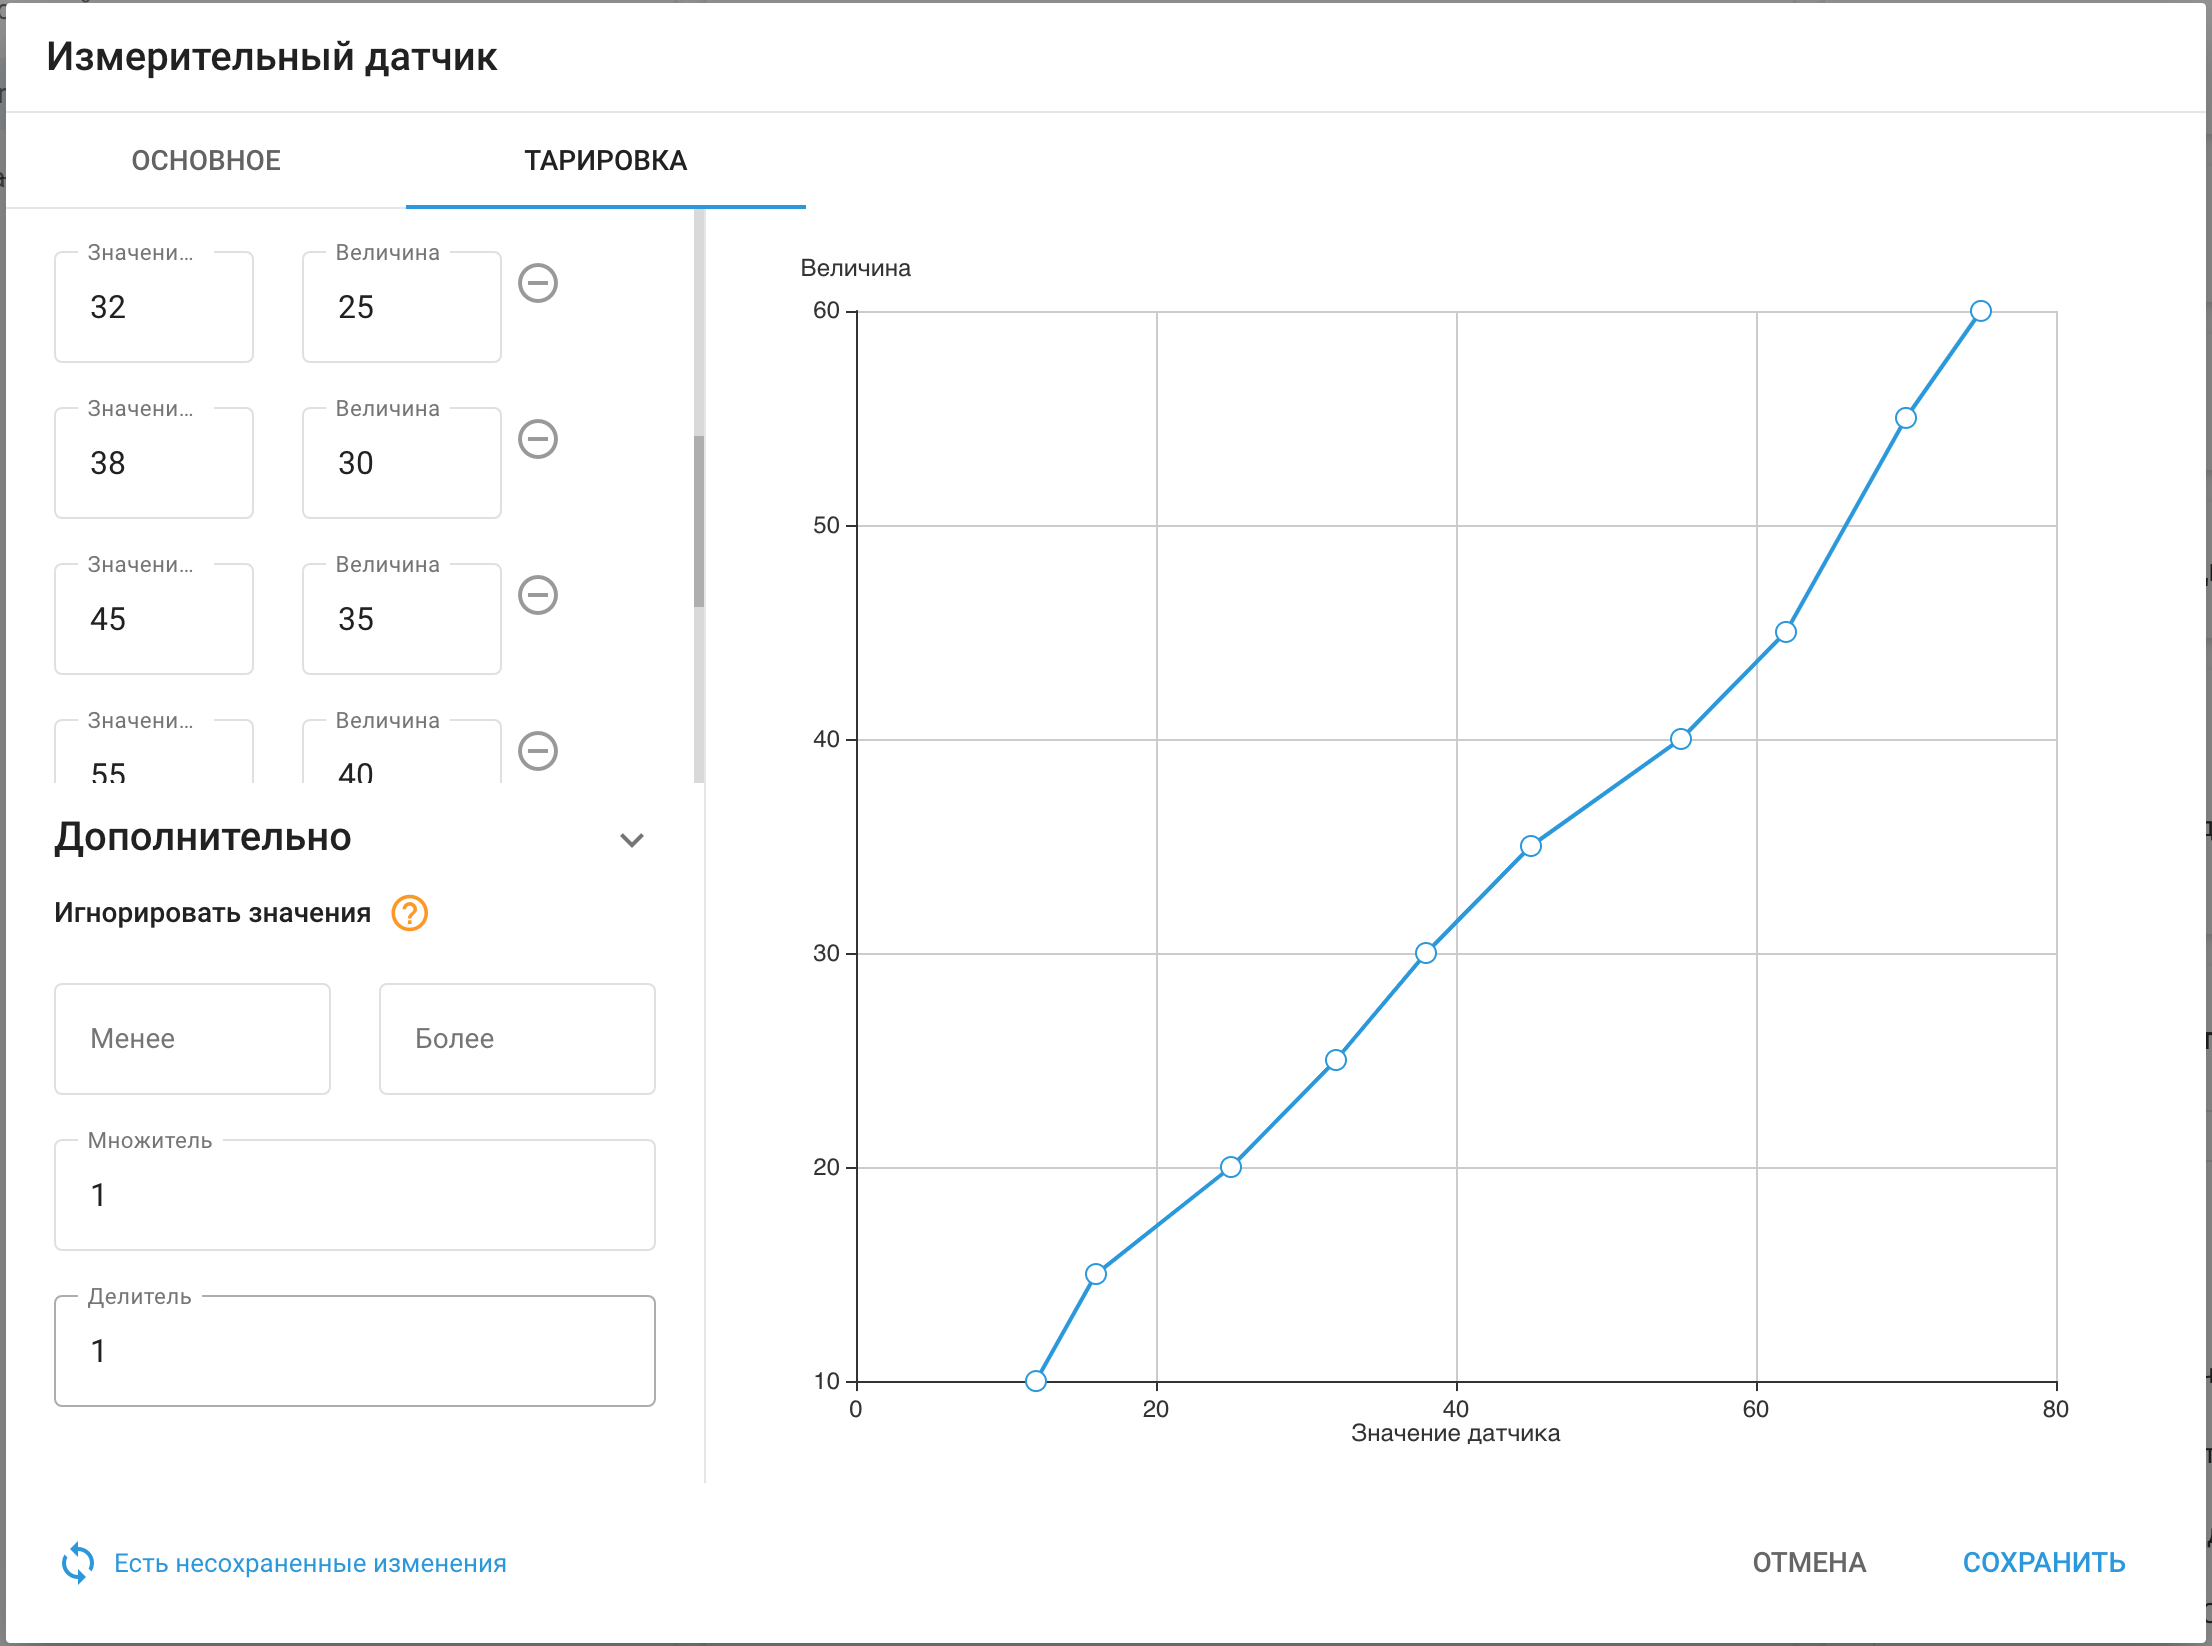 Измерительный датчик
ОСНОВНОЕ ТАРИРОВКА
Значени... Величина
32 25
Значени... Величина
38 30
Значени... Величина
45 35
Значени... Величина
55 40
Дополнительно
Игнорировать значения ?
Менее Более
Множитель
1
Делитель
1
Величина
60
50
40
30
20
10
0 20 40 60 80
Значение датчика
Есть несохраненные изменения
ОТМЕНА СОХРАНИТЬ